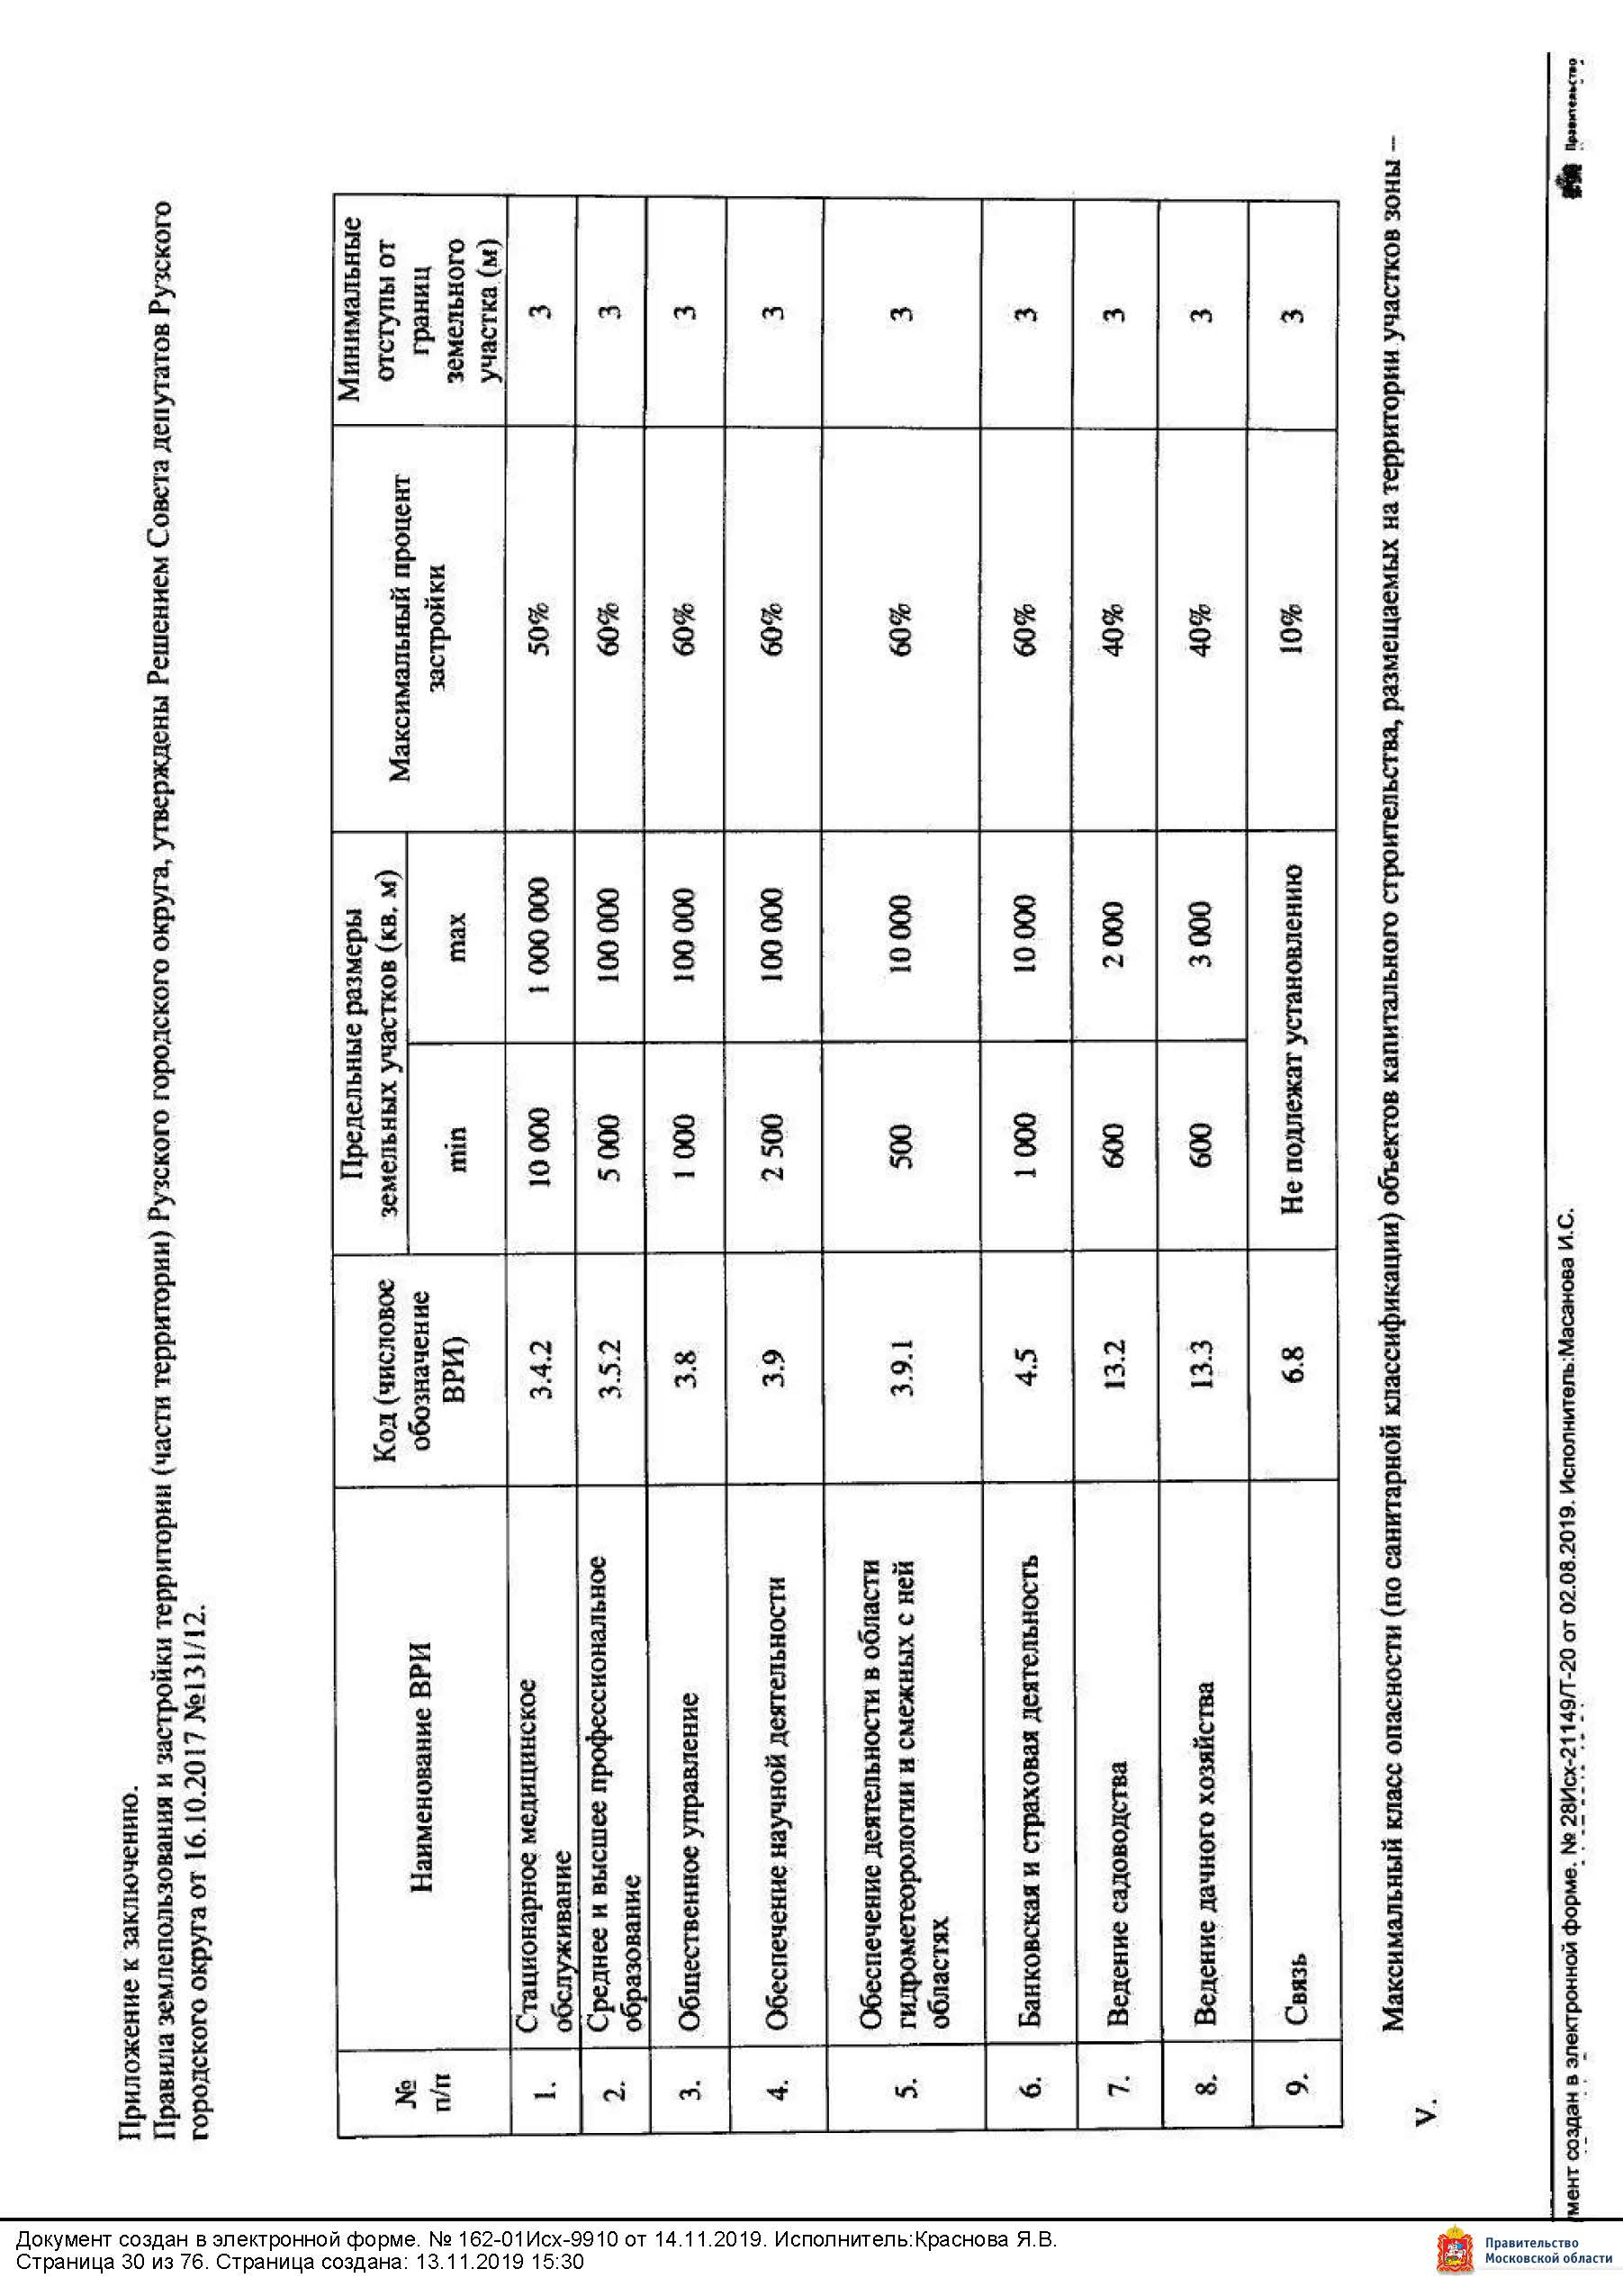 Приложение к заключению.
Правила землепользования и застройки территории (части территории) Рузского городского округа, утверждены Решением Совета депутатов Рузского
городского округа от 16.10.2017 №131/12.
№
п/п
Наименование ВРИ
Код (числовое
обозначение
ВРИ)
Предельные размеры
земельных участков (кв. м)
min
max
Максимальный процент
застройки
Минимальные
отступы от
границ
земельного
участка (м)
1. Стационарное медицинское
обслуживание
3.4.2 10 000 1 000 000 50% 3
2. Среднее и высшее профессиональное
образование
3.5.2 5 000 100 000 60% 3
3. Общественное управление 3.8 1 000 100 000 60% 3
4. Обеспечение научной деятельности 3.9 2 500 100 000 60% 3
5. Обеспечение деятельности в области
гидрометеорологии и смежных с ней
областях
3.9.1 500 10 000 60% 3
6. Банковская и страховая деятельность 4.5 1 000 10 000 60% 3
7. Ведение садоводства 13.2 600 2 000 40% 3
8. Ведение дачного хозяйства 13.3 600 3 000 40% 3
9. Связь 6.8 Не подлежат установлению 10% 3
Максимальный класс опасности (по санитарной классификации) объектов капитального строительства, размещаемых на территории участков зоны –
V.
мент создан в электронной форме. № 28Исх-21149/Т-20 от 02.08.2019. Исполнитель:Масанова И.С.
Правительство
Документ создан в электронной форме. № 162-01Исх-9910 от 14.11.2019. Исполнитель:Краснова Я.В.
Страница 30 из 76. Страница создана: 13.11.2019 15:30
Правительство
Московской области